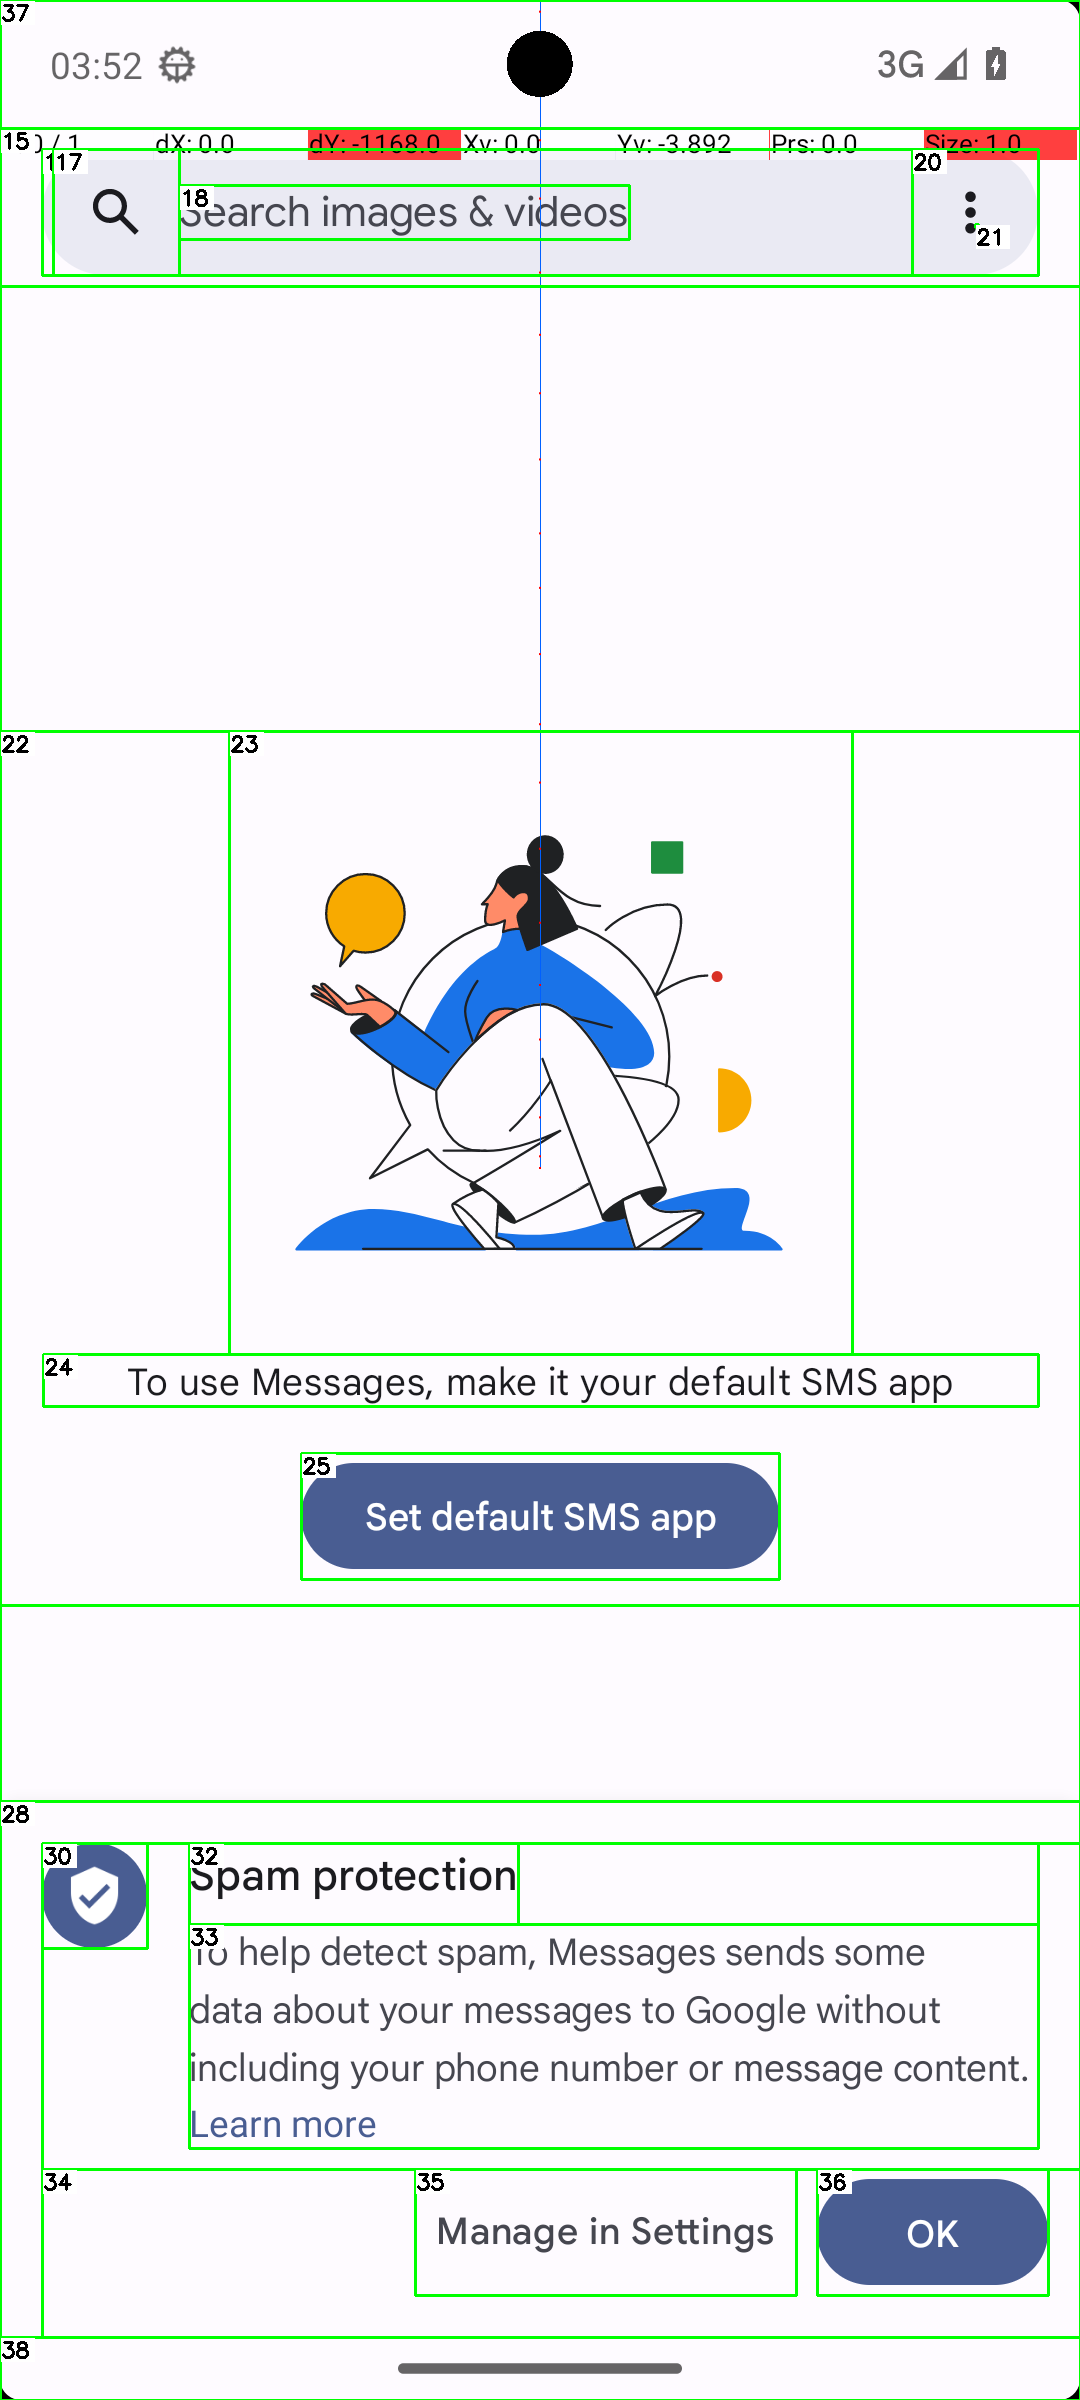 37
03:52
3G
15 0 / 1 dX: 0.0 dY: -1168.0 Xv: 0.0 Yv: -3.892 Prs: 0.0 Size: 1.0
117
18
Search images & videos
20
21
22
23
24
To use Messages, make it your default SMS app
25
Set default SMS app
28
30
32
Spam protection
33
To help detect spam, Messages sends some
data about your messages to Google without
including your phone number or message content.
Learn more
34
35
Manage in Settings
36
OK
38